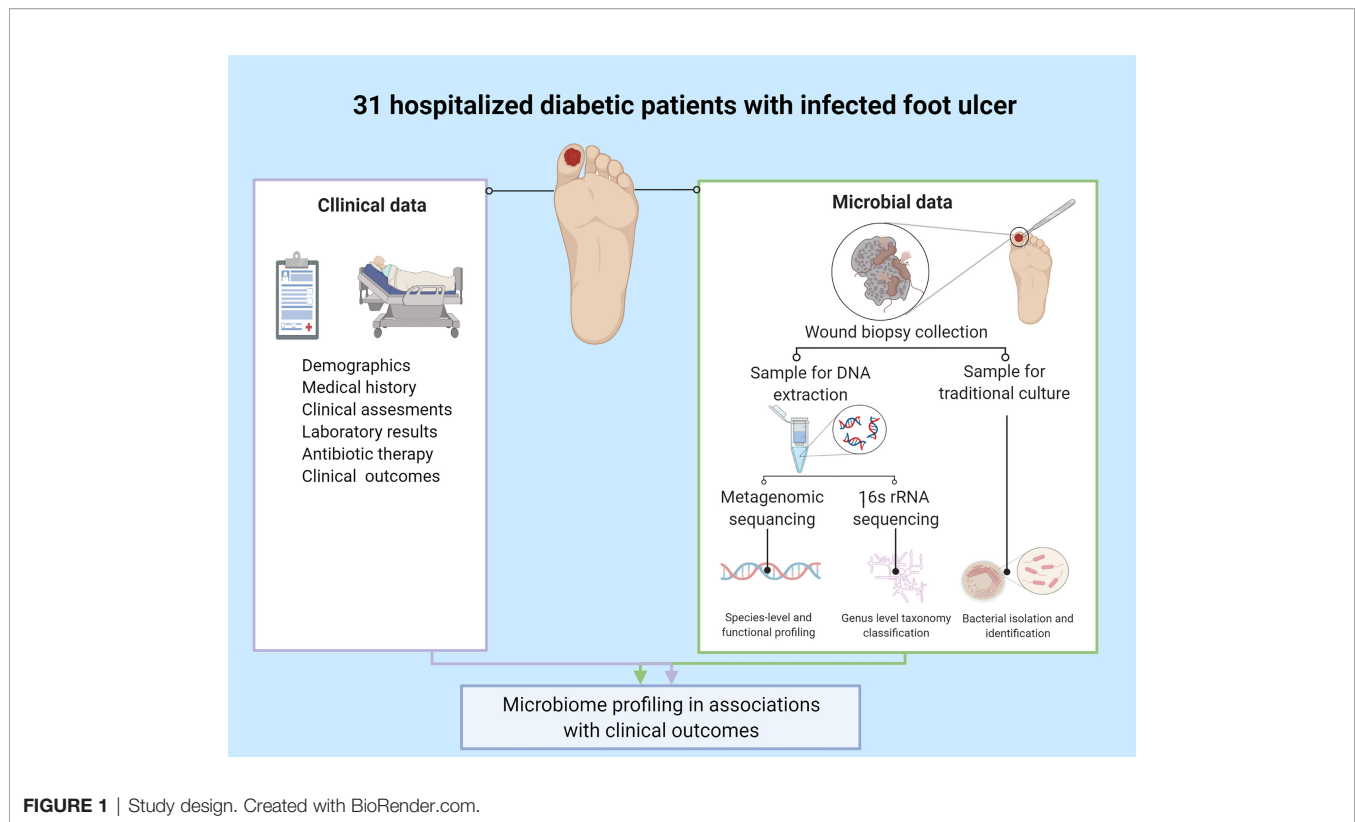 31 hospitalized diabetic patients with infected foot ulcer
Cllinical data
Demographics
Medical history
Clinical assesments
Laboratory results
Antibiotic therapy
Clinical outcomes
Microbial data
Wound biopsy collection
Sample for DNA
extraction
Sample for
traditional culture
Metagenomic
sequancing
16s rRNA
sequencing
Species-level and
functional profiling
Genus level taxonomy
classification
Bacterial isolation and
identification
Microbiome profiling in associations
with clinical outcomes
FIGURE 1 | Study design. Created with BioRender.com.